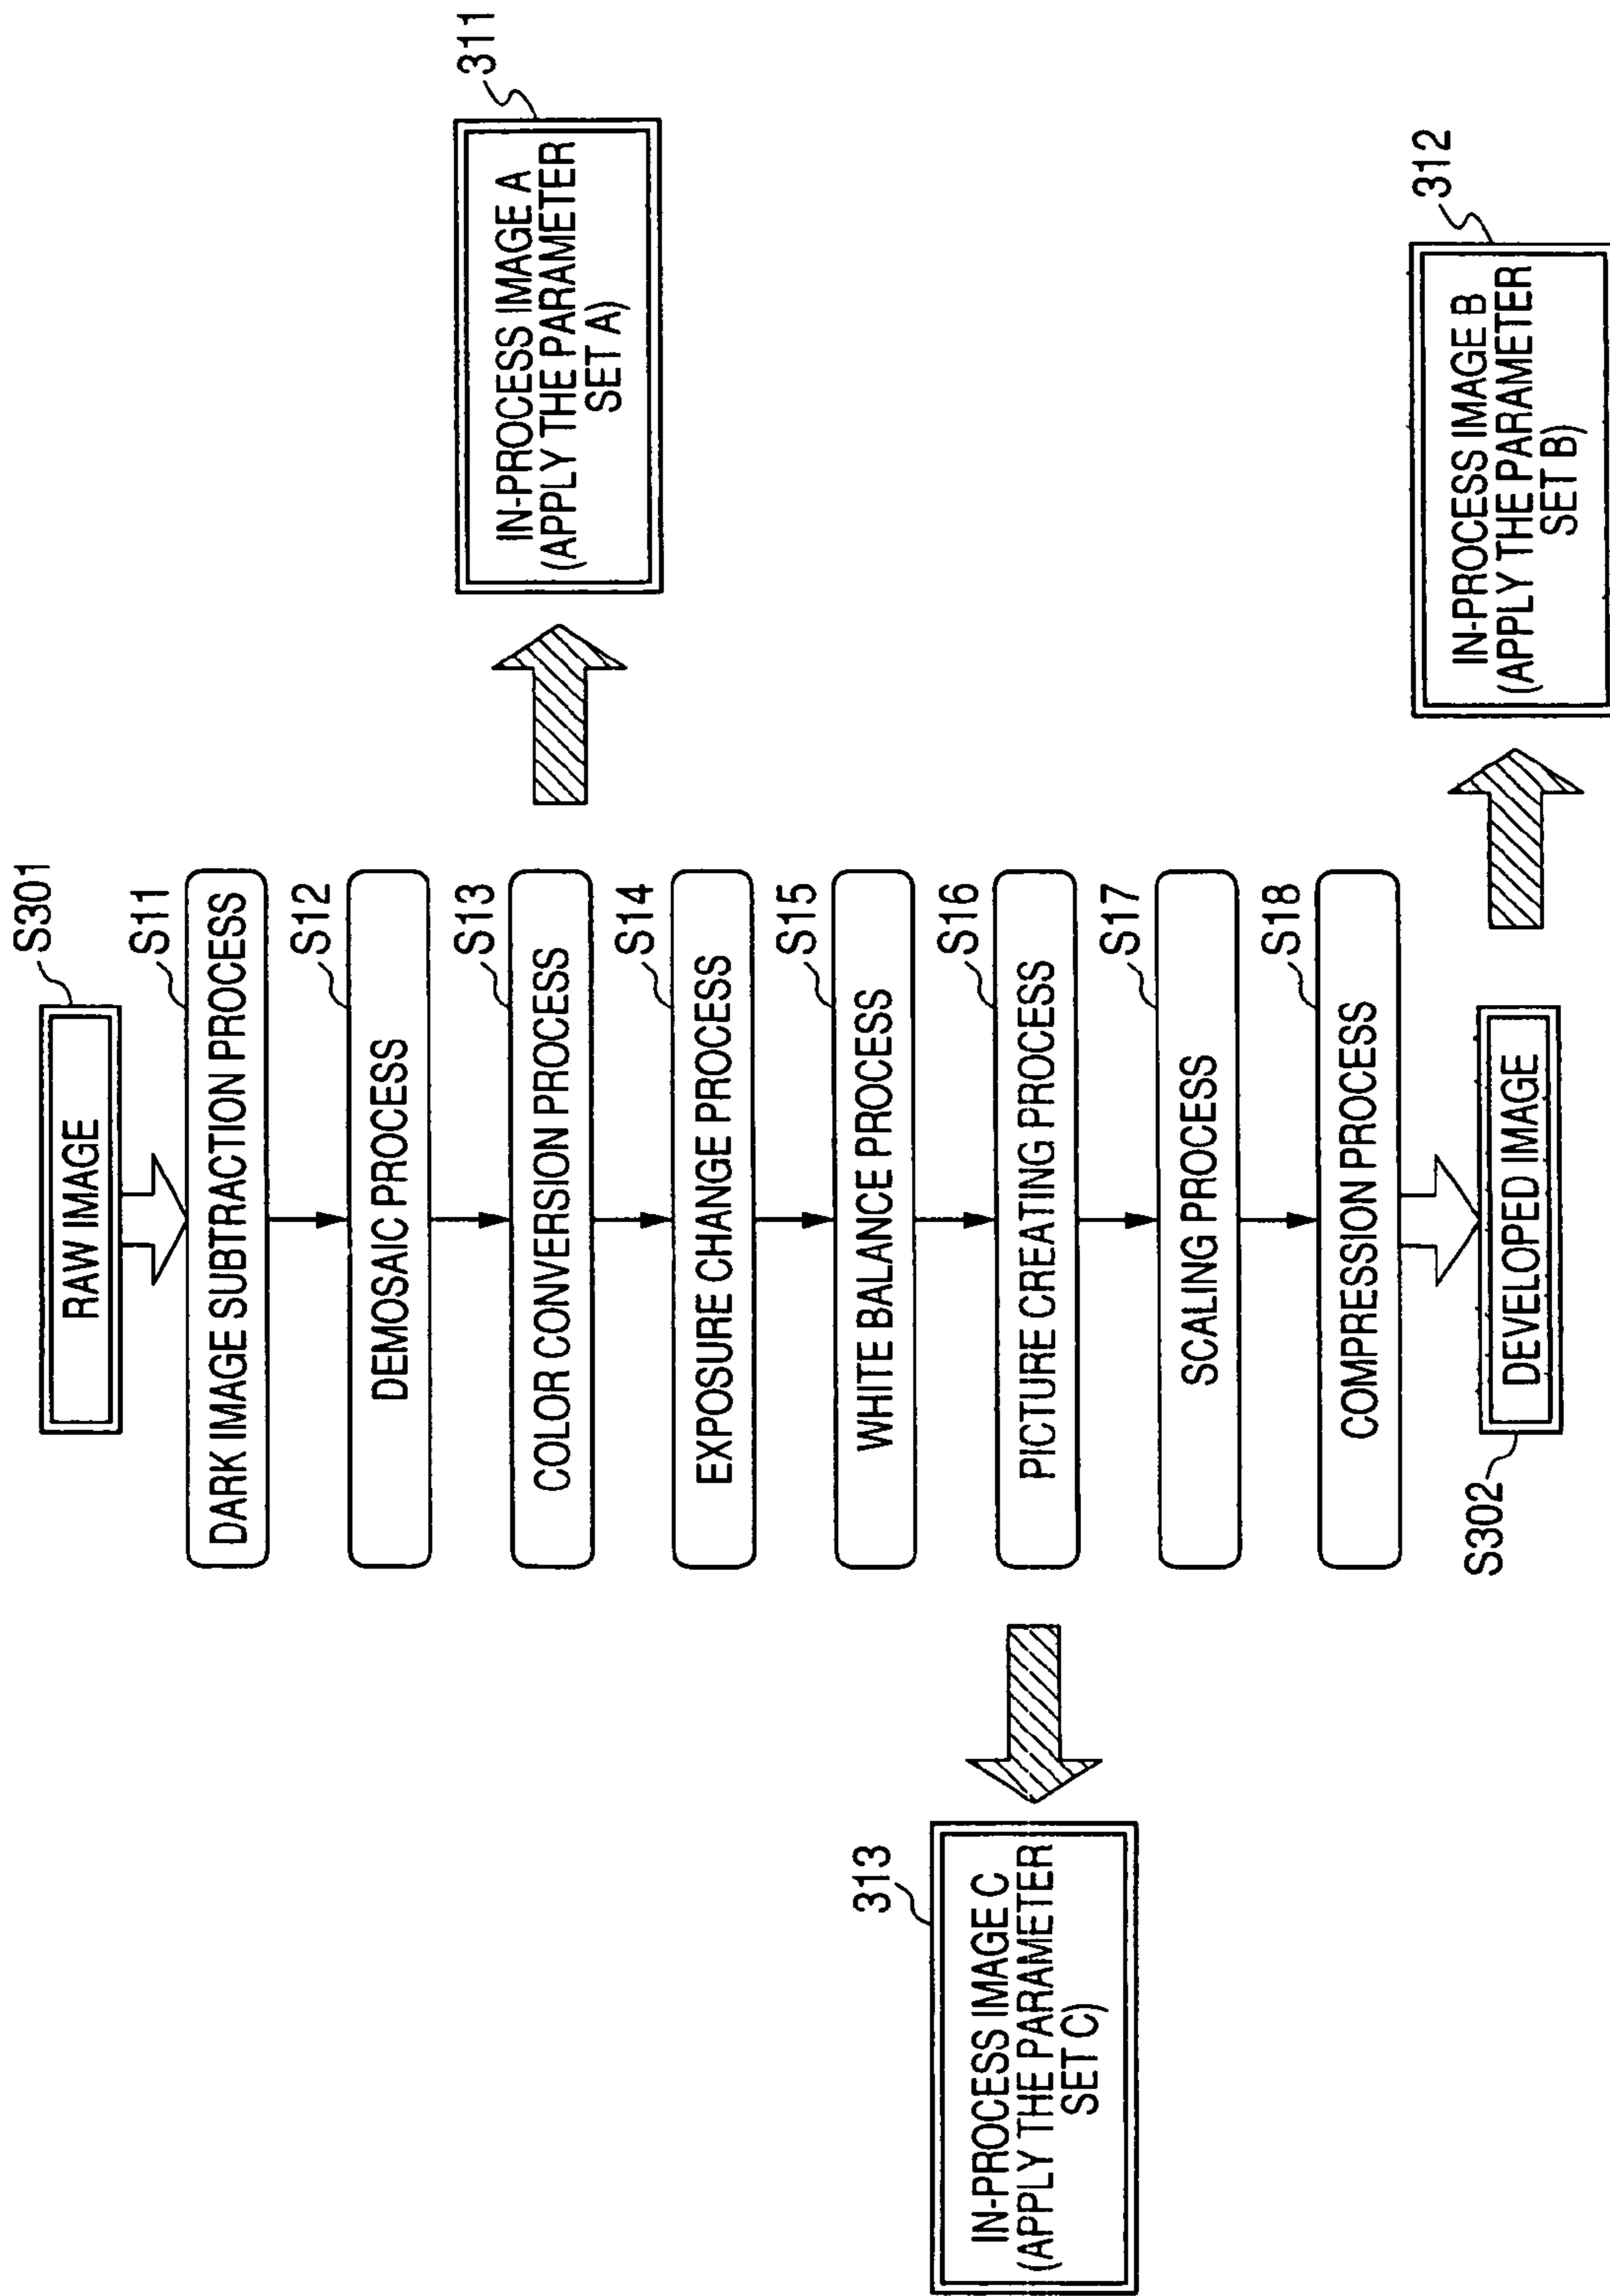 S301
RAW IMAGE
S11
DARK IMAGE SUBTRACTION PROCESS
S12
DEMOSAIC PROCESS
S13
COLOR CONVERSION PROCESS
311
IN-PROCESS IMAGE A
(APPLY THE PARAMETER
SET A)
S14
EXPOSURE CHANGE PROCESS
S15
WHITE BALANCE PROCESS
S16
PICTURE CREATING PROCESS
313
IN-PROCESS IMAGE C
(APPLY THE PARAMETER
SET C)
S17
SCALING PROCESS
S18
COMPRESSION PROCESS
S302
DEVELOPED IMAGE
312
IN-PROCESS IMAGE B
(APPLY THE PARAMETER
SET B)